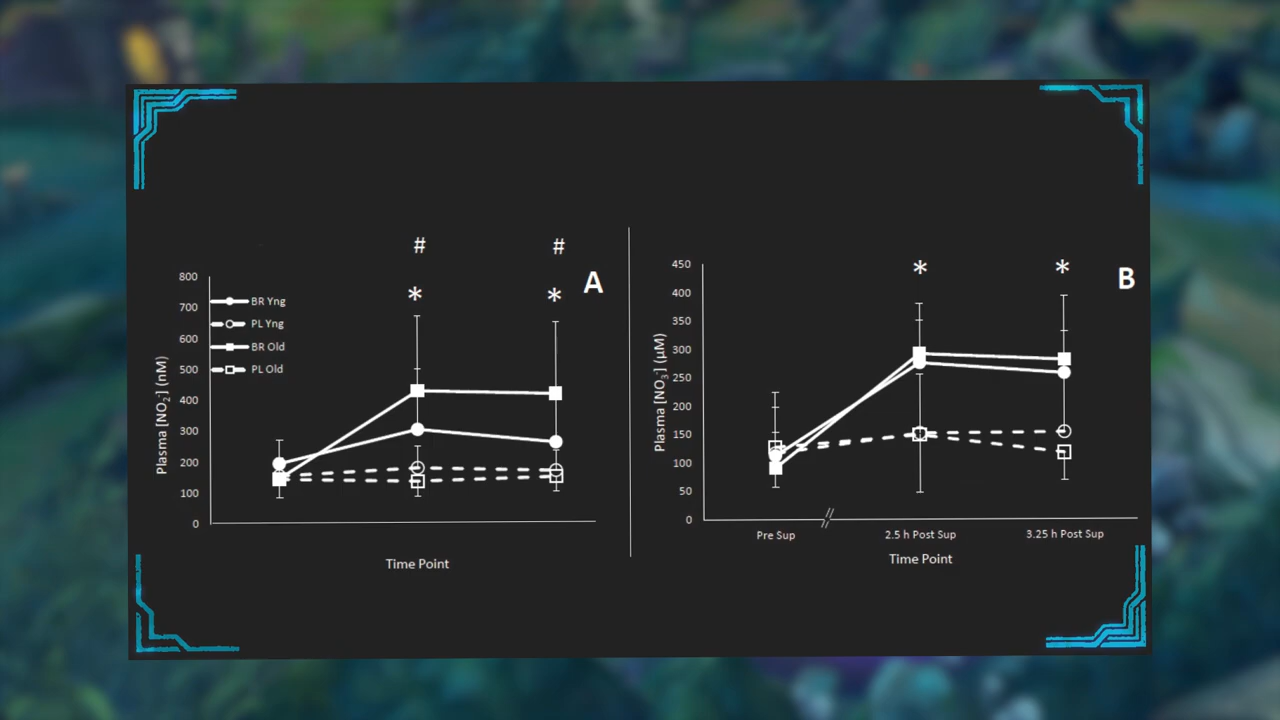 # #
* * A
Plasma [NO₂⁻] (nM)
800
700
600
500
400
300
200
100
0
BR Yng
PL Yng
BR Old
PL Old
Time Point
* * B
Plasma [NO₃⁻] (µM)
450
400
350
300
250
200
150
100
50
0
Pre Sup 2.5 h Post Sup 3.25 h Post Sup
Time Point